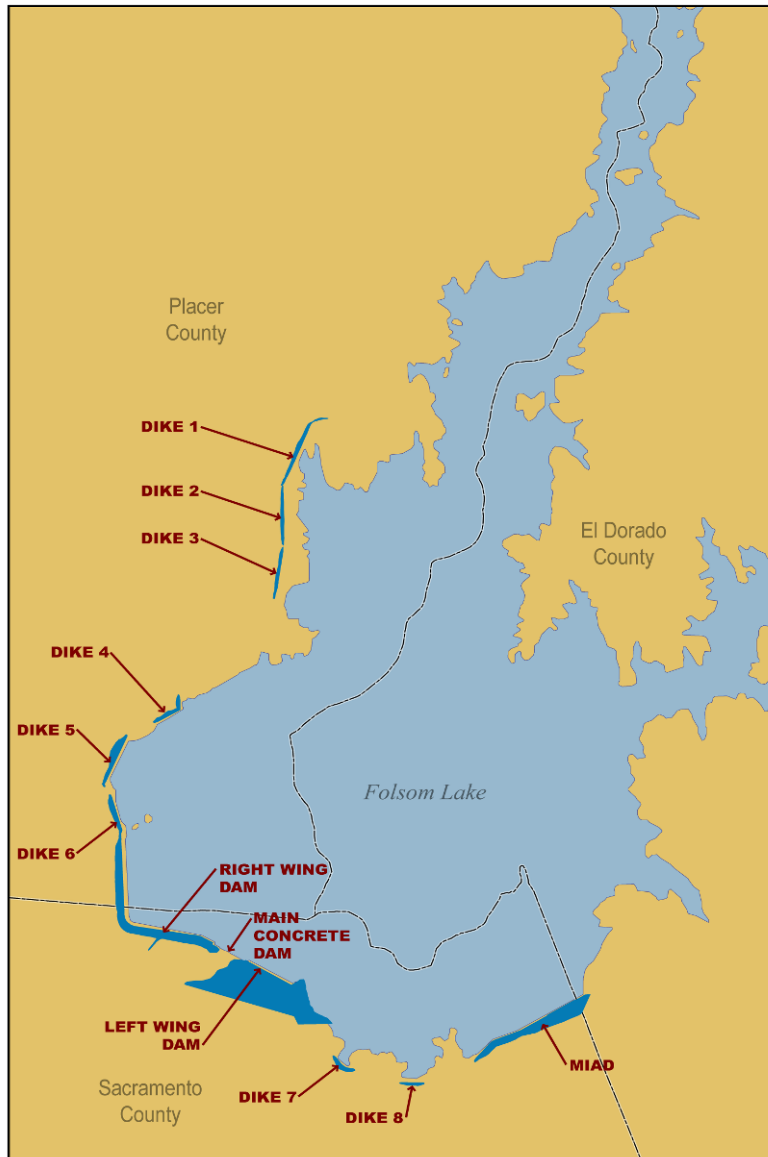 Placer
County
DIKE 1
DIKE 2
DIKE 3
El Dorado
County
DIKE 4
DIKE 5
Folsom Lake
DIKE 6
RIGHT WING
DAM
MAIN
CONCRETE
DAM
LEFT WING
DAM
MIAD
Sacramento
County
DIKE 7
DIKE 8